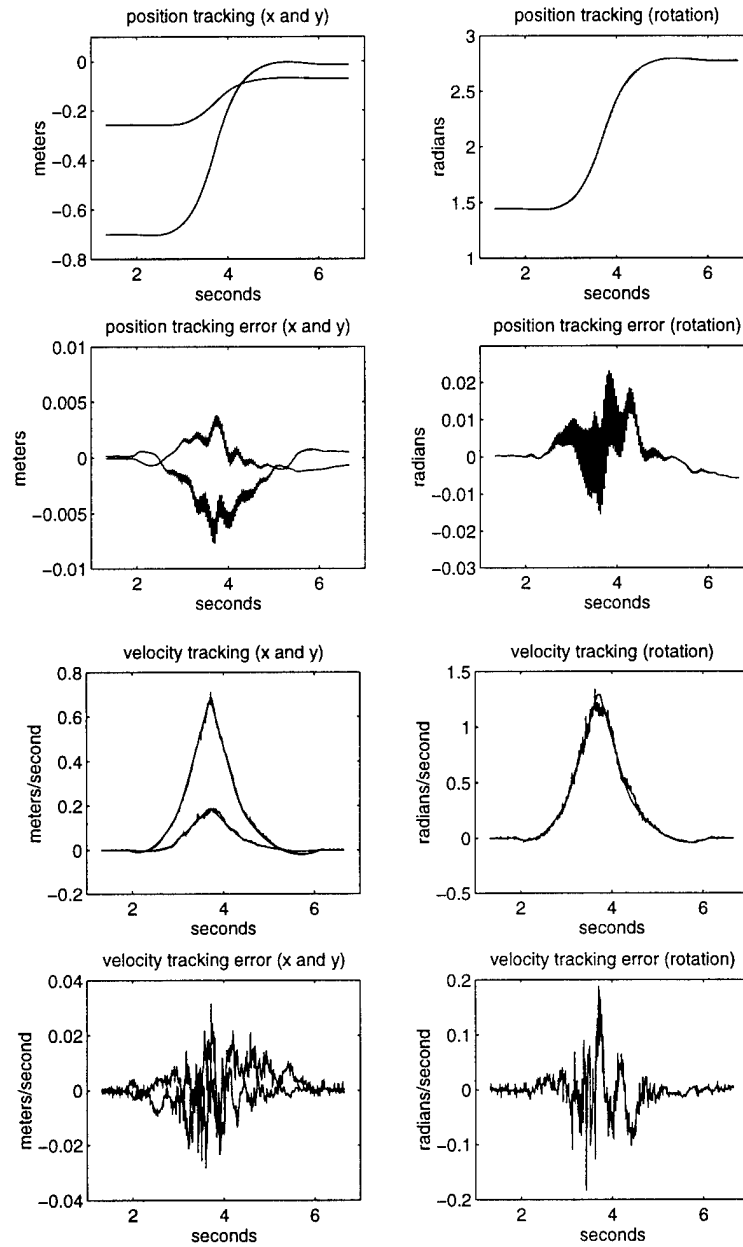 position tracking (x and y)
0
−0.2
−0.4
−0.6
−0.8
meters
2 4 6
seconds
position tracking (rotation)
3
2.5
2
1.5
1
radians
2 4 6
seconds
position tracking error (x and y)
0.01
0.005
0
−0.005
−0.01
meters
2 4 6
seconds
position tracking error (rotation)
0.02
0.01
0
−0.01
−0.02
−0.03
radians
2 4 6
seconds
velocity tracking (x and y)
0.8
0.6
0.4
0.2
0
−0.2
meters/second
2 4 6
seconds
velocity tracking (rotation)
1.5
1
0.5
0
−0.5
radians/second
2 4 6
seconds
velocity tracking error (x and y)
0.04
0.02
0
−0.02
−0.04
meters/second
2 4 6
seconds
velocity tracking error (rotation)
0.2
0.1
0
−0.1
−0.2
radians/second
2 4 6
seconds